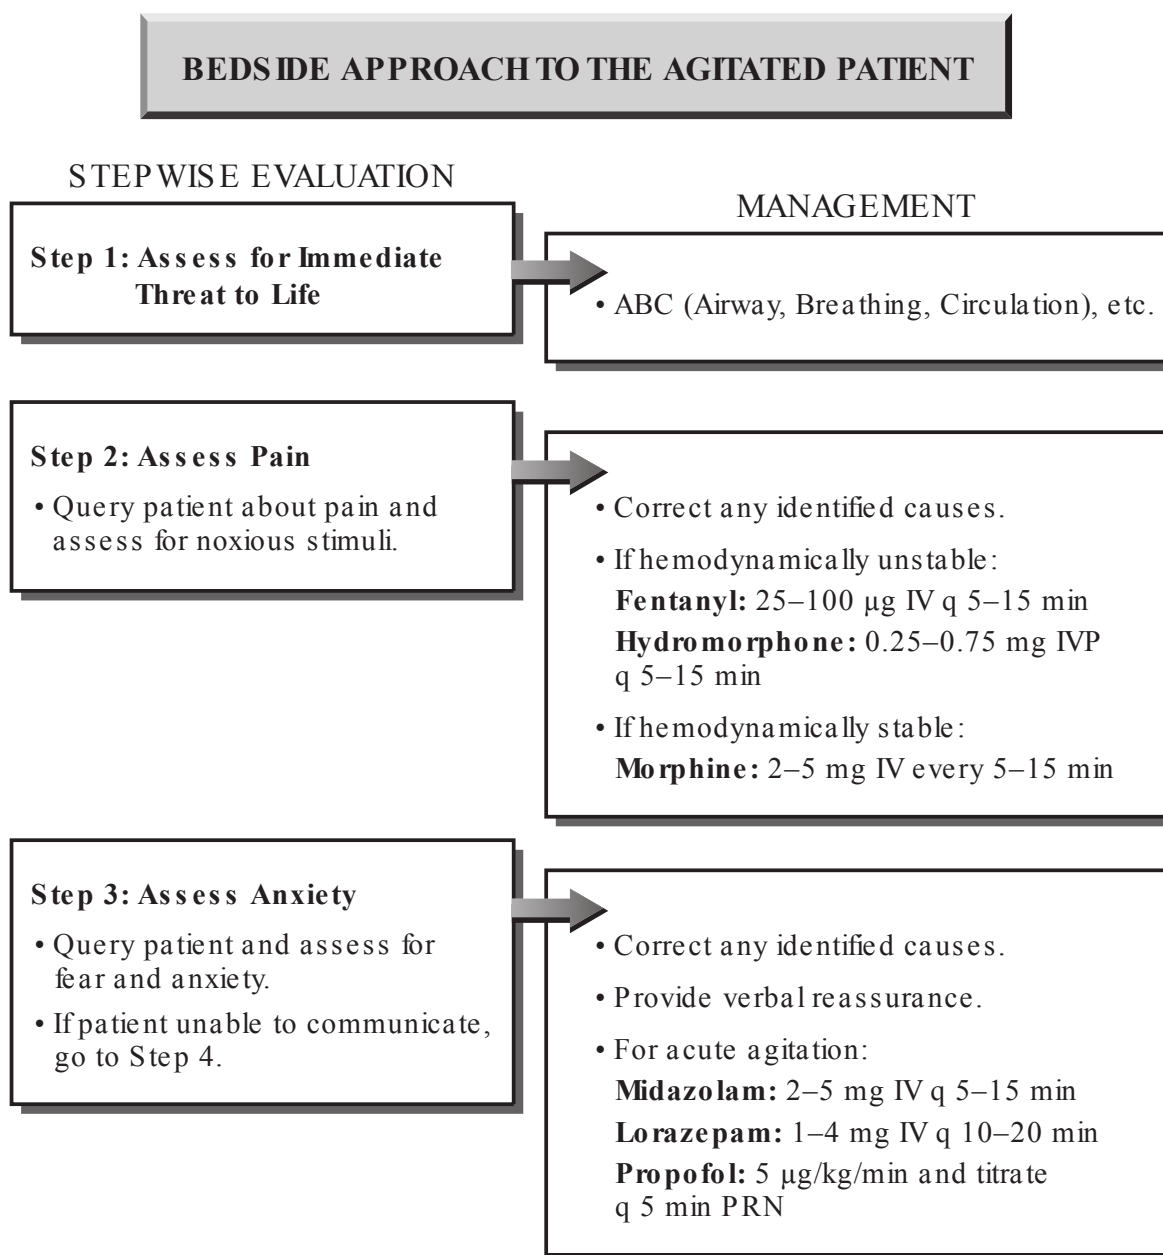 BEDSIDE APPROACH TO THE AGITATED PATIENT
STEPWISE EVALUATION
MANAGEMENT
Step 1: Assess for Immediate
Threat to Life
• ABC (Airway, Breathing, Circulation), etc.
Step 2: Assess Pain
• Query patient about pain and
assess for noxious stimuli.
• Correct any identified causes.
• If hemodynamically unstable:
Fentanyl: 25–100 μg IV q 5–15 min
Hydromorphone: 0.25–0.75 mg IVP
q 5–15 min
• If hemodynamically stable:
Morphine: 2–5 mg IV every 5–15 min
Step 3: Assess Anxiety
• Query patient and assess for
fear and anxiety.
• If patient unable to communicate,
go to Step 4.
• Correct any identified causes.
• Provide verbal reassurance.
• For acute agitation:
Midazolam: 2–5 mg IV q 5–15 min
Lorazepam: 1–4 mg IV q 10–20 min
Propofol: 5 μg/kg/min and titrate
q 5 min PRN